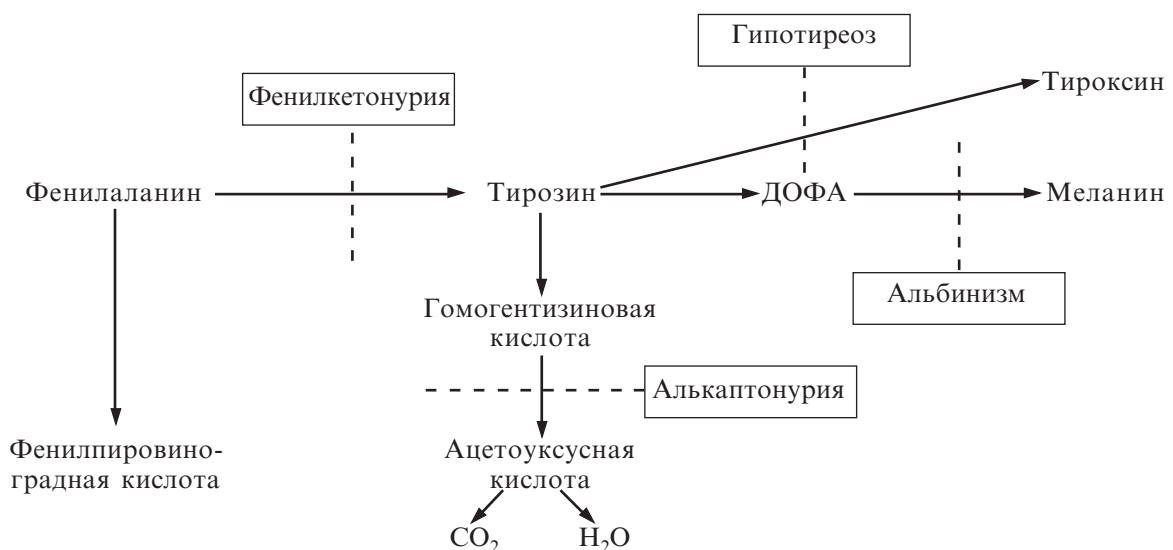 Гипотиреоз
Тироксин
Фенилкетонурия
Фенилаланин
Тирозин
ДОФА
Меланин
Гомогентизиновая
кислота
Альбинизм
Алькаптонурия
Фенилпировино-
градная кислота
Ацетоуксусная
кислота
CO₂
H₂O